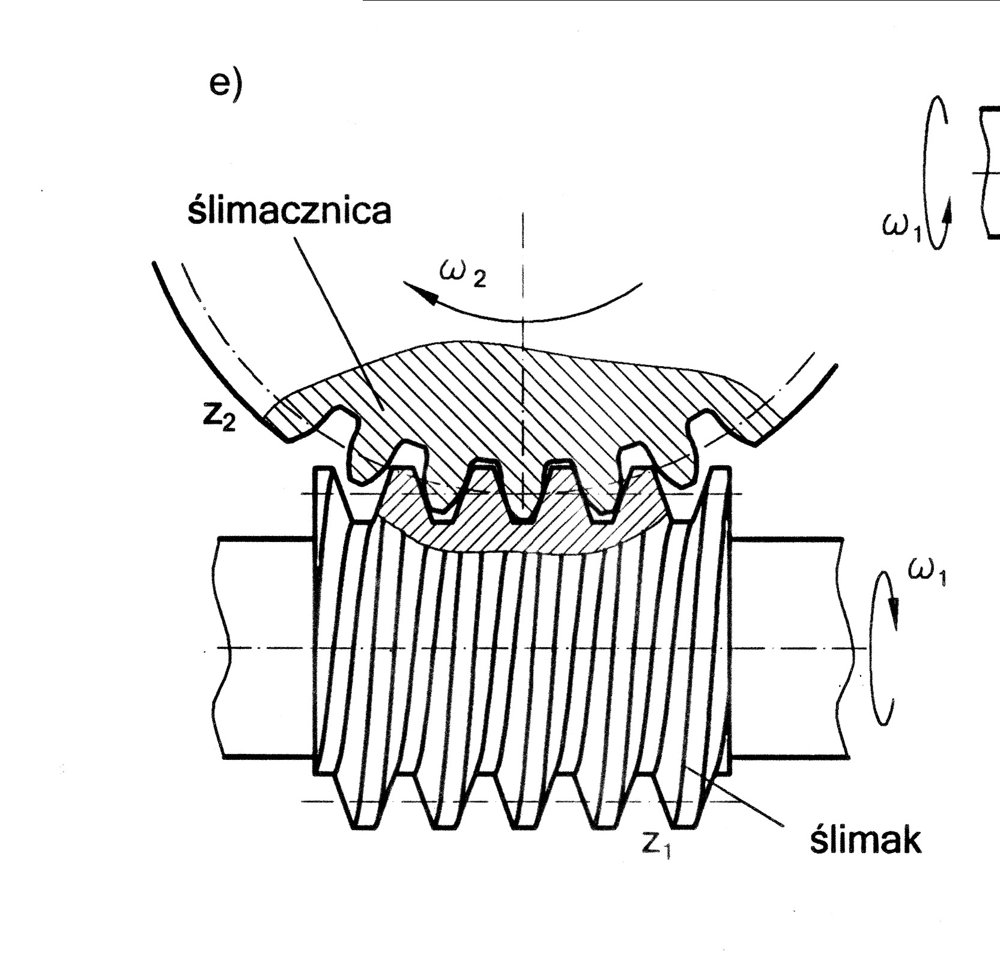 e)
ślimacznica
ω₁
ω₂
z₂
ω₁
z₁
ślimak